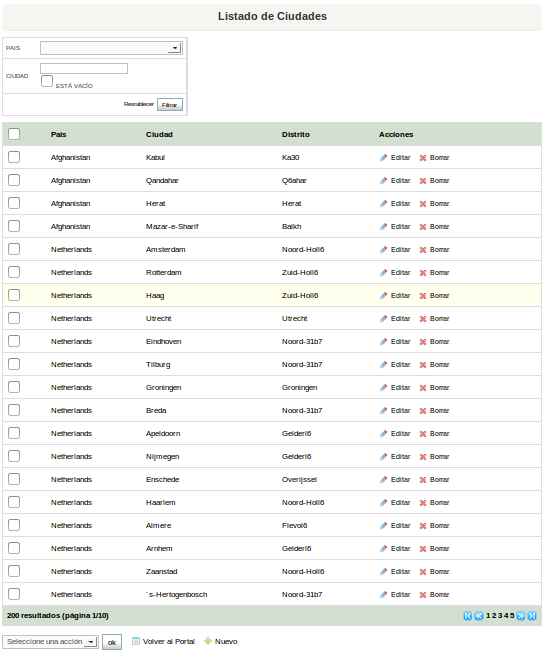 Listado de Ciudades
PAIS
CIUDAD
ESTÁ VACÍO
Restablecer Filtrar
Pais Ciudad Distrito Acciones
Afghanistan Kabul Ka30 Editar Borrar
Afghanistan Qandahar Q6ahar Editar Borrar
Afghanistan Herat Herat Editar Borrar
Afghanistan Mazar-e-Sharif Balkh Editar Borrar
Netherlands Amsterdam Noord-Holl6 Editar Borrar
Netherlands Rotterdam Zuid-Holl6 Editar Borrar
Netherlands Haag Zuid-Holl6 Editar Borrar
Netherlands Utrecht Utrecht Editar Borrar
Netherlands Eindhoven Noord-31b7 Editar Borrar
Netherlands Tilburg Noord-31b7 Editar Borrar
Netherlands Groningen Groningen Editar Borrar
Netherlands Breda Noord-31b7 Editar Borrar
Netherlands Apeldoorn Gelderl6 Editar Borrar
Netherlands Nijmegen Gelderl6 Editar Borrar
Netherlands Enschede Overijssel Editar Borrar
Netherlands Haarlem Noord-Holl6 Editar Borrar
Netherlands Almere Flevol6 Editar Borrar
Netherlands Arnhem Gelderl6 Editar Borrar
Netherlands Zaanstad Noord-Holl6 Editar Borrar
Netherlands ´s-Hertogenbosch Noord-31b7 Editar Borrar
200 resultados (página 1/10) 1 2 3 4 5
Seleccione una acción ok Volver al Portal Nuevo